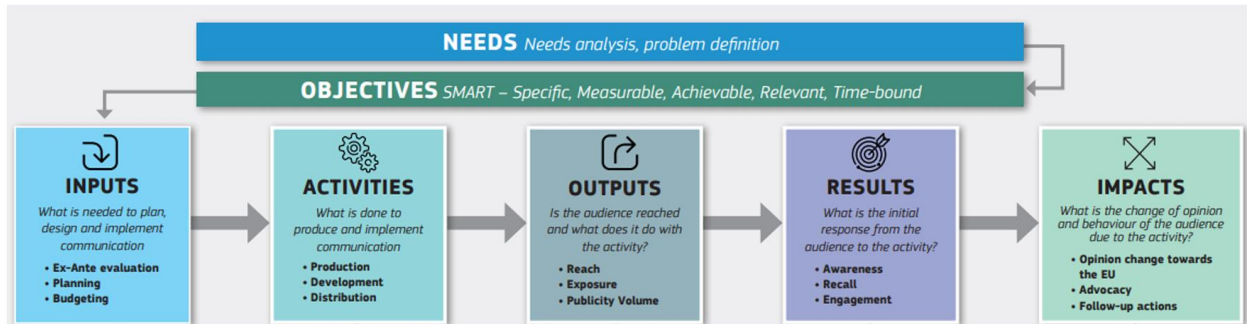 NEEDS Needs analysis, problem definition
OBJECTIVES SMART – Specific, Measurable, Achievable, Relevant, Time-bound
INPUTS
What is needed to plan,
design and implement
communication
• Ex-Ante evaluation
• Planning
• Budgeting
ACTIVITIES
What is done to
produce and implement
communication
• Production
• Development
• Distribution
OUTPUTS
Is the audience reached
and what does it do with
the activity?
• Reach
• Exposure
• Publicity Volume
RESULTS
What is the initial
response from the
audience to the activity?
• Awareness
• Recall
• Engagement
IMPACTS
What is the change of opinion
and behaviour of the audience
due to the activity?
• Opinion change towards
the EU
• Advocacy
• Follow-up actions